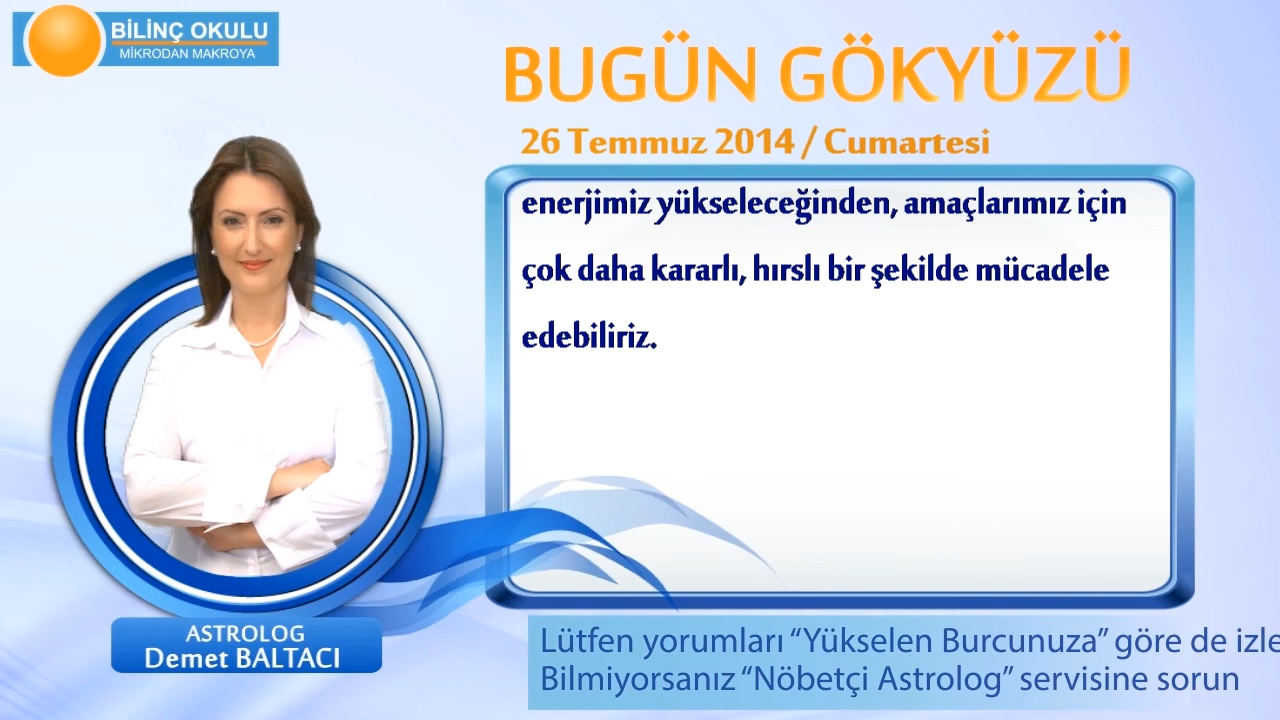 BİLİNÇ OKULU
MİKRODAN MAKROYA
BUGÜN GÖKYÜZÜ
26 Temmuz 2014 / Cumartesi
enerjimiz yükseleceğinden, amaçlarımız için
çok daha kararlı, hırslı bir şekilde mücadele
edebiliriz.
ASTROLOG
Demet BALTACI
Lütfen yorumları “Yükselen Burcunuza” göre de izle
Bilmiyorsanız “Nöbetçi Astrolog” servisine sorun